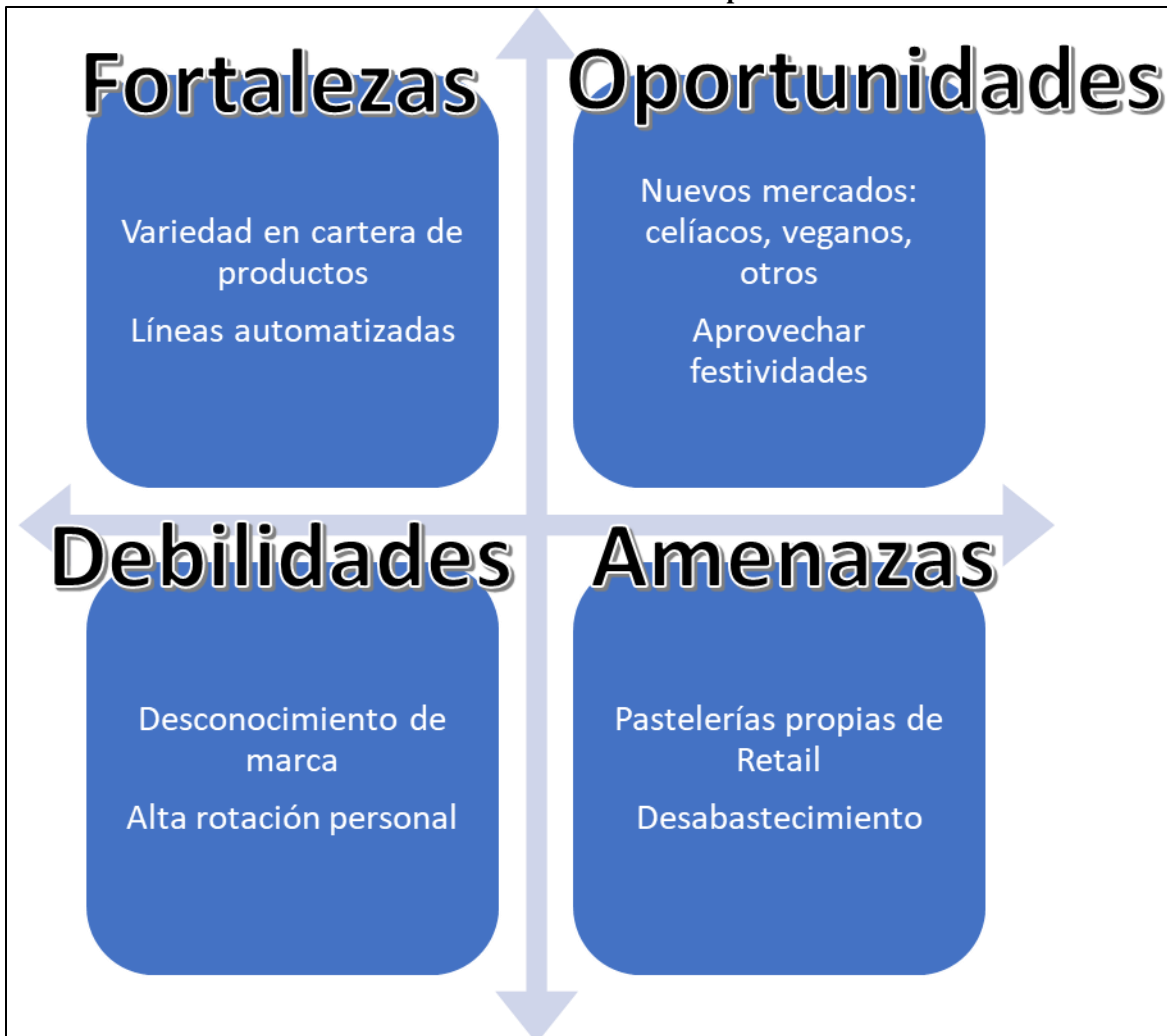 Fortalezas
Variedad en cartera de
productos
Líneas automatizadas
Oportunidades
Nuevos mercados:
celíacos, veganos,
otros
Aprovechar
festividades
Debilidades
Desconocimiento de
marca
Alta rotación personal
Amenazas
Pastelerías propias de
Retail
Desabastecimiento